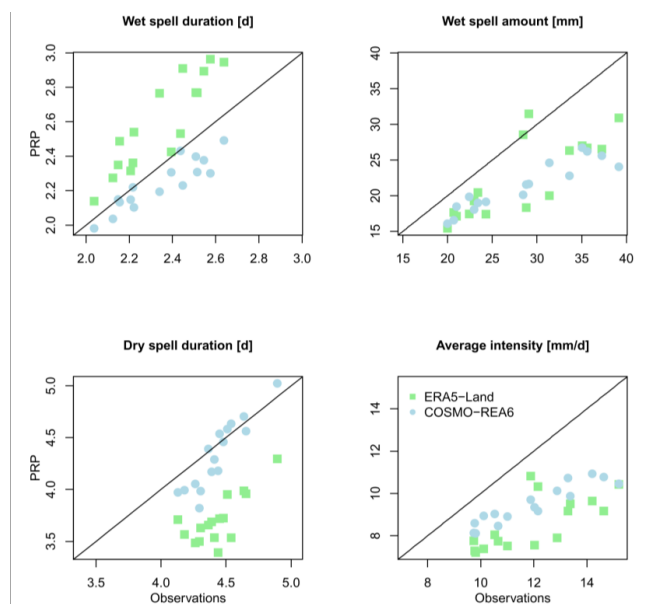 Wet spell duration [d]
PRP
3.0
2.8
2.6
2.4
2.2
2.0
2.0 2.2 2.4 2.6 2.8 3.0
Wet spell amount [mm]
40
35
30
25
20
15
15 20 25 30 35 40
Dry spell duration [d]
PRP
5.0
4.5
4.0
3.5
3.5 4.0 4.5 5.0
Observations
Average intensity [mm/d]
ERA5−Land
COSMO−REA6
14
12
10
8
8 10 12 14
Observations